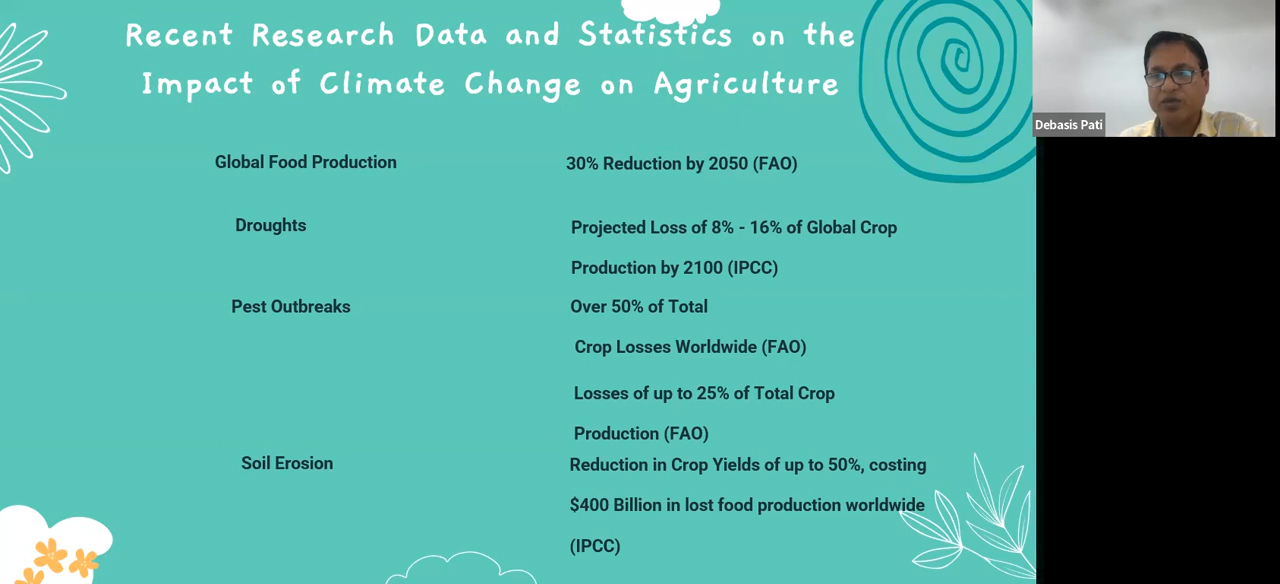 Recent Research Data and Statistics on the
Impact of Climate Change on Agriculture
Debasis Pati
Global Food Production
30% Reduction by 2050 (FAO)
Droughts
Projected Loss of 8% - 16% of Global Crop
Production by 2100 (IPCC)
Pest Outbreaks
Over 50% of Total
Crop Losses Worldwide (FAO)
Losses of up to 25% of Total Crop
Production (FAO)
Soil Erosion
Reduction in Crop Yields of up to 50%, costing
$400 Billion in lost food production worldwide
(IPCC)